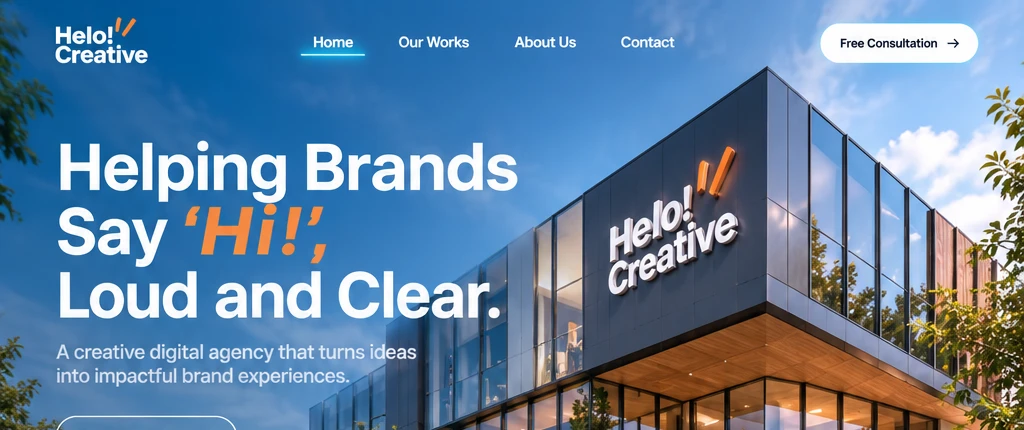 Helo!
Creative
Home
Our Works
About Us
Contact
Free Consultation
Helping Brands
Say ‘Hi!’,
Loud and Clear.
A creative digital agency that turns ideas
into impactful brand experiences.
Helo!
Creative